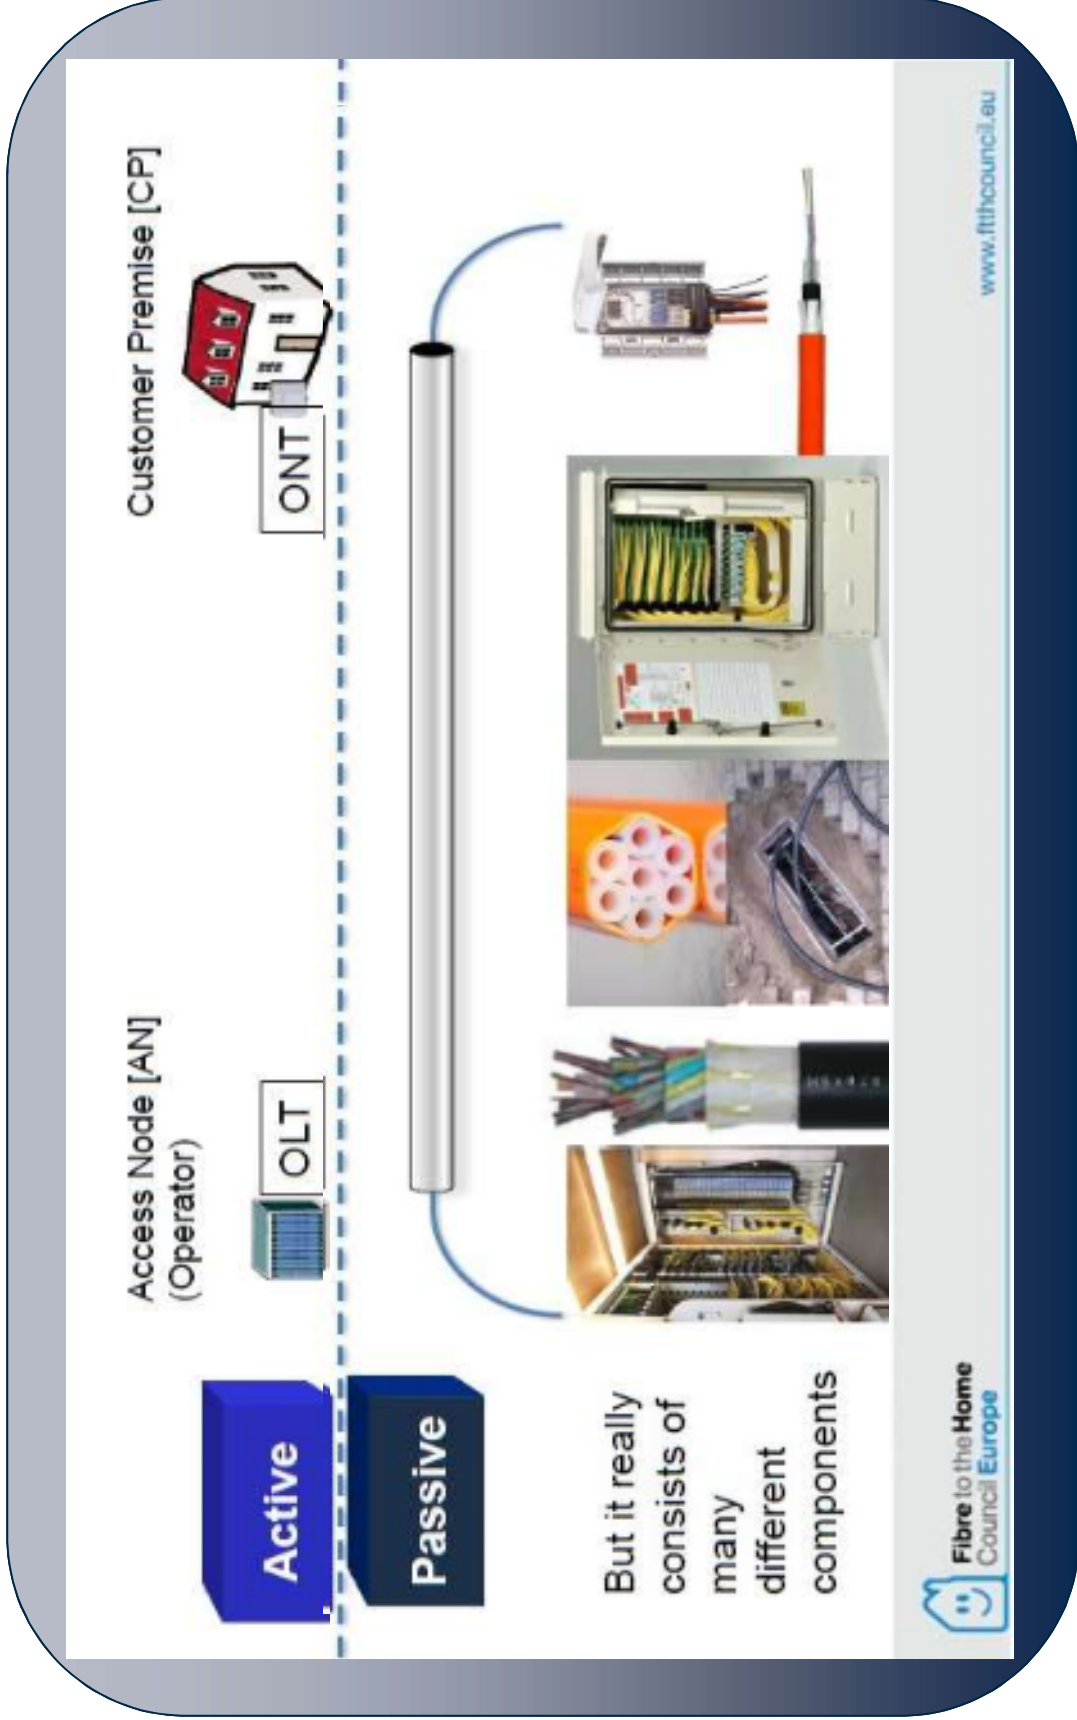 Access Node [AN]
(Operator)
Customer Premise [CP]
Active
OLT
ONT
Passive
But it really
consists of
many
different
components
Fibre to the Home
Council Europe
www.ftthcouncil.eu